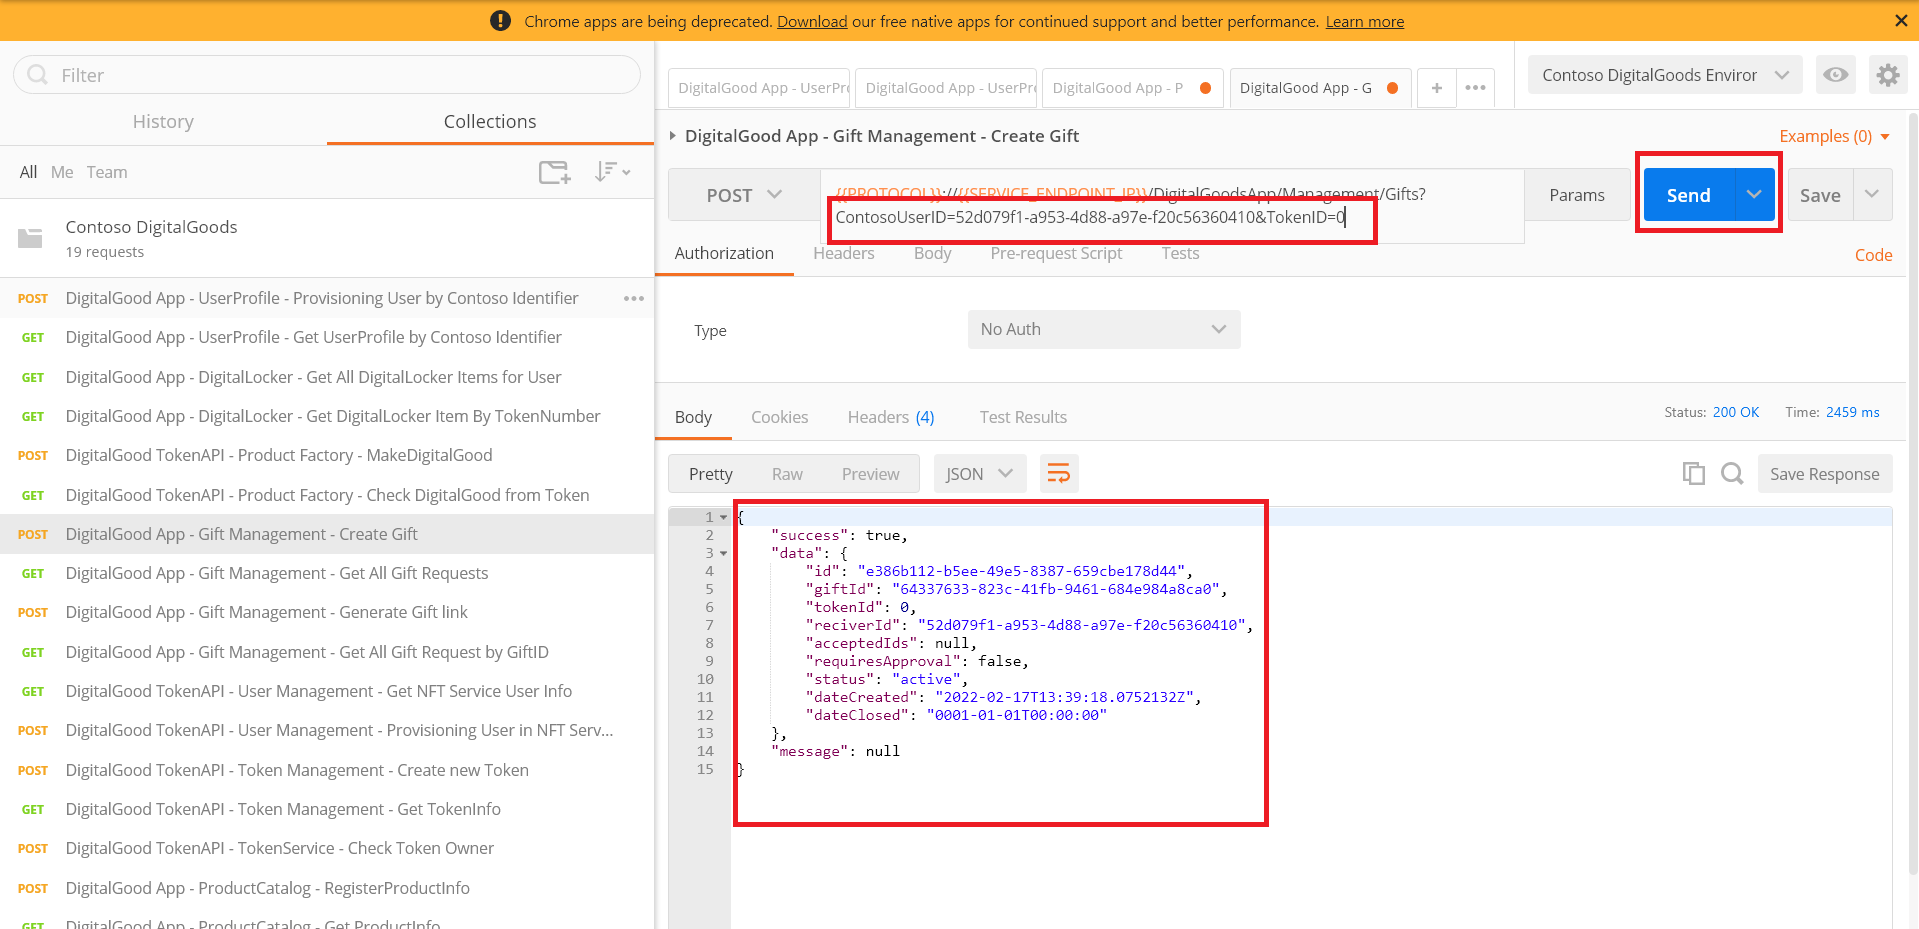 Chrome apps are being deprecated. Download our free native apps for continued support and better performance. Learn more
Filter
History
Collections
All
Me
Team
Contoso DigitalGoods
19 requests
POST DigitalGood App - UserProfile - Provisioning User by Contoso Identifier
GET DigitalGood App - UserProfile - Get UserProfile by Contoso Identifier
GET DigitalGood App - DigitalLocker - Get All DigitalLocker Items for User
GET DigitalGood App - DigitalLocker - Get DigitalLocker Item By TokenNumber
POST DigitalGood TokenAPI - Product Factory - MakeDigitalGood
GET DigitalGood TokenAPI - Product Factory - Check DigitalGood from Token
POST DigitalGood App - Gift Management - Create Gift
GET DigitalGood App - Gift Management - Get All Gift Requests
POST DigitalGood App - Gift Management - Generate Gift link
GET DigitalGood App - Gift Management - Get All Gift Request by GiftID
GET DigitalGood TokenAPI - User Management - Get NFT Service User Info
POST DigitalGood TokenAPI - User Management - Provisioning User in NFT Serv...
POST DigitalGood TokenAPI - Token Management - Create new Token
GET DigitalGood TokenAPI - Token Management - Get TokenInfo
POST DigitalGood TokenAPI - TokenService - Check Token Owner
POST DigitalGood App - ProductCatalog - RegisterProductInfo
GET DigitalGood App - ProductCatalog - Get ProductInfo
DigitalGood App - UserPr
DigitalGood App - UserPr
DigitalGood App - P
DigitalGood App - G
+
Contoso DigitalGoods Enviror
DigitalGood App - Gift Management - Create Gift
Examples (0)
POST
{{PROTOCOL}}://{{SERVICE_ENDPOINT_IP}}/DigitalGoodsApp/Management/Gifts?
ContosoUserID=52d079f1-a953-4d88-a97e-f20c56360410&TokenID=0
Params
Send
Save
Authorization
Headers
Body
Pre-request Script
Tests
Code
Type
No Auth
Body
Cookies
Headers (4)
Test Results
Status: 200 OK
Time: 2459 ms
Pretty
Raw
Preview
JSON
Save Response
1 {
2 "success": true,
3 "data": {
4 "id": "e386b112-b5ee-49e5-8387-659cbe178d44",
5 "giftId": "64337633-823c-41fb-9461-684e984a8ca0",
6 "tokenId": 0,
7 "reciverId": "52d079f1-a953-4d88-a97e-f20c56360410",
8 "acceptedIds": null,
9 "requiresApproval": false,
10 "status": "active",
11 "dateCreated": "2022-02-17T13:39:18.0752132Z",
12 "dateClosed": "0001-01-01T00:00:00"
13 },
14 "message": null
15 }